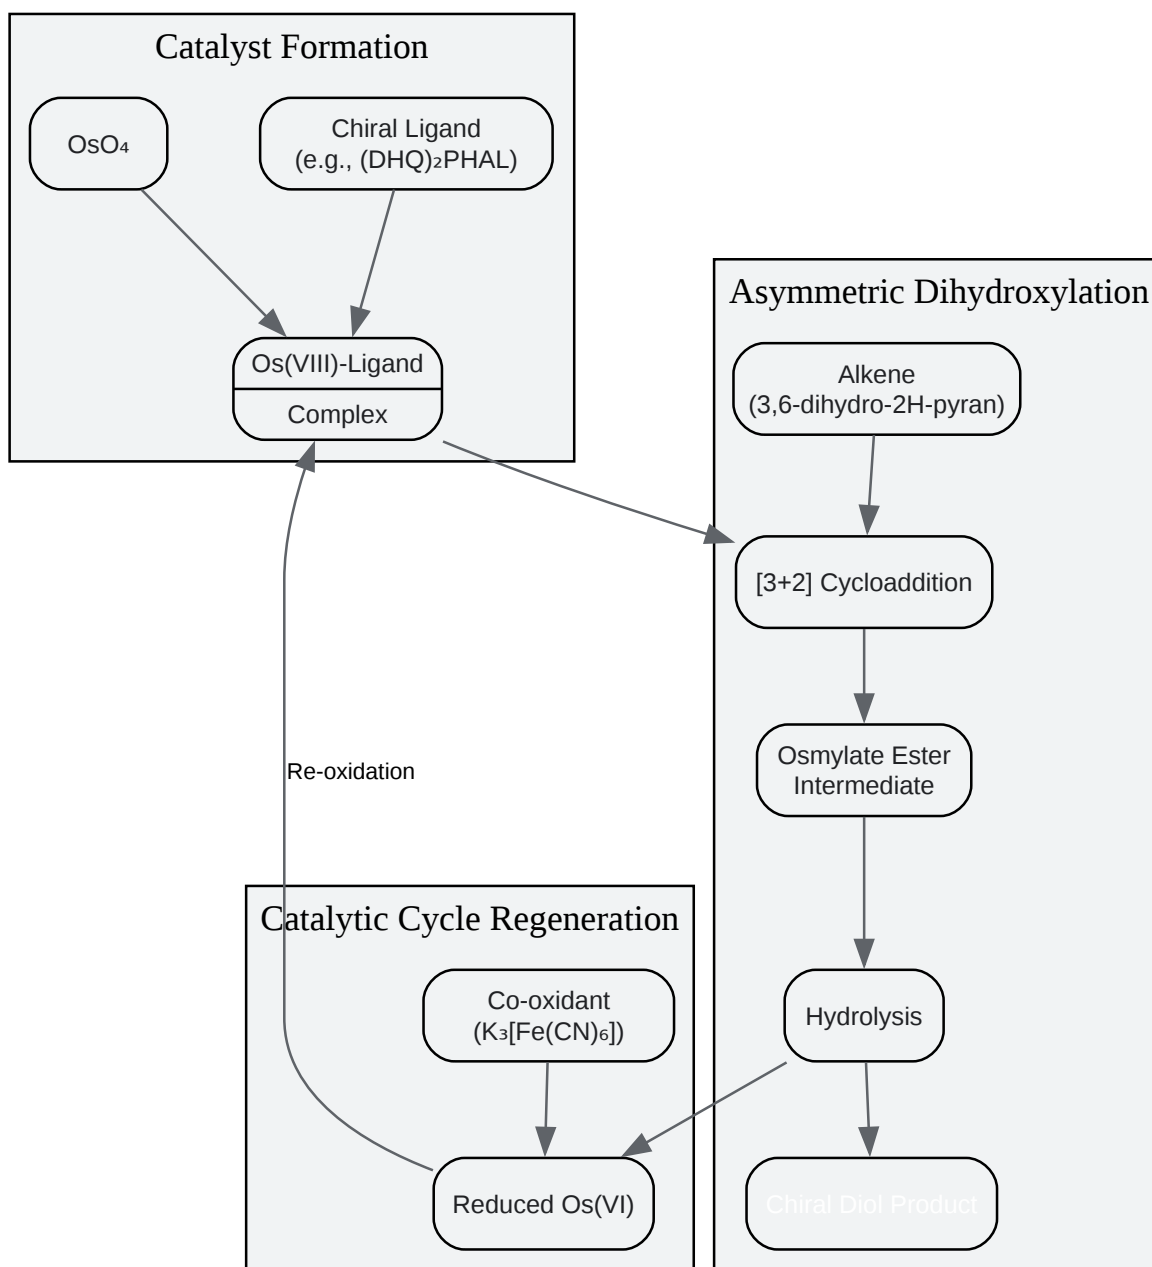 Catalyst Formation
OsO₄
Chiral Ligand
(e.g., (DHQ)₂PHAL)
Os(VIII)-Ligand
Complex
Asymmetric Dihydroxylation
Alkene
(3,6-dihydro-2H-pyran)
[3+2] Cycloaddition
Osmylate Ester
Intermediate
Re-oxidation
Catalytic Cycle Regeneration
Co-oxidant
(K₃[Fe(CN)₆])
Hydrolysis
Reduced Os(VI)
Chiral Diol Product